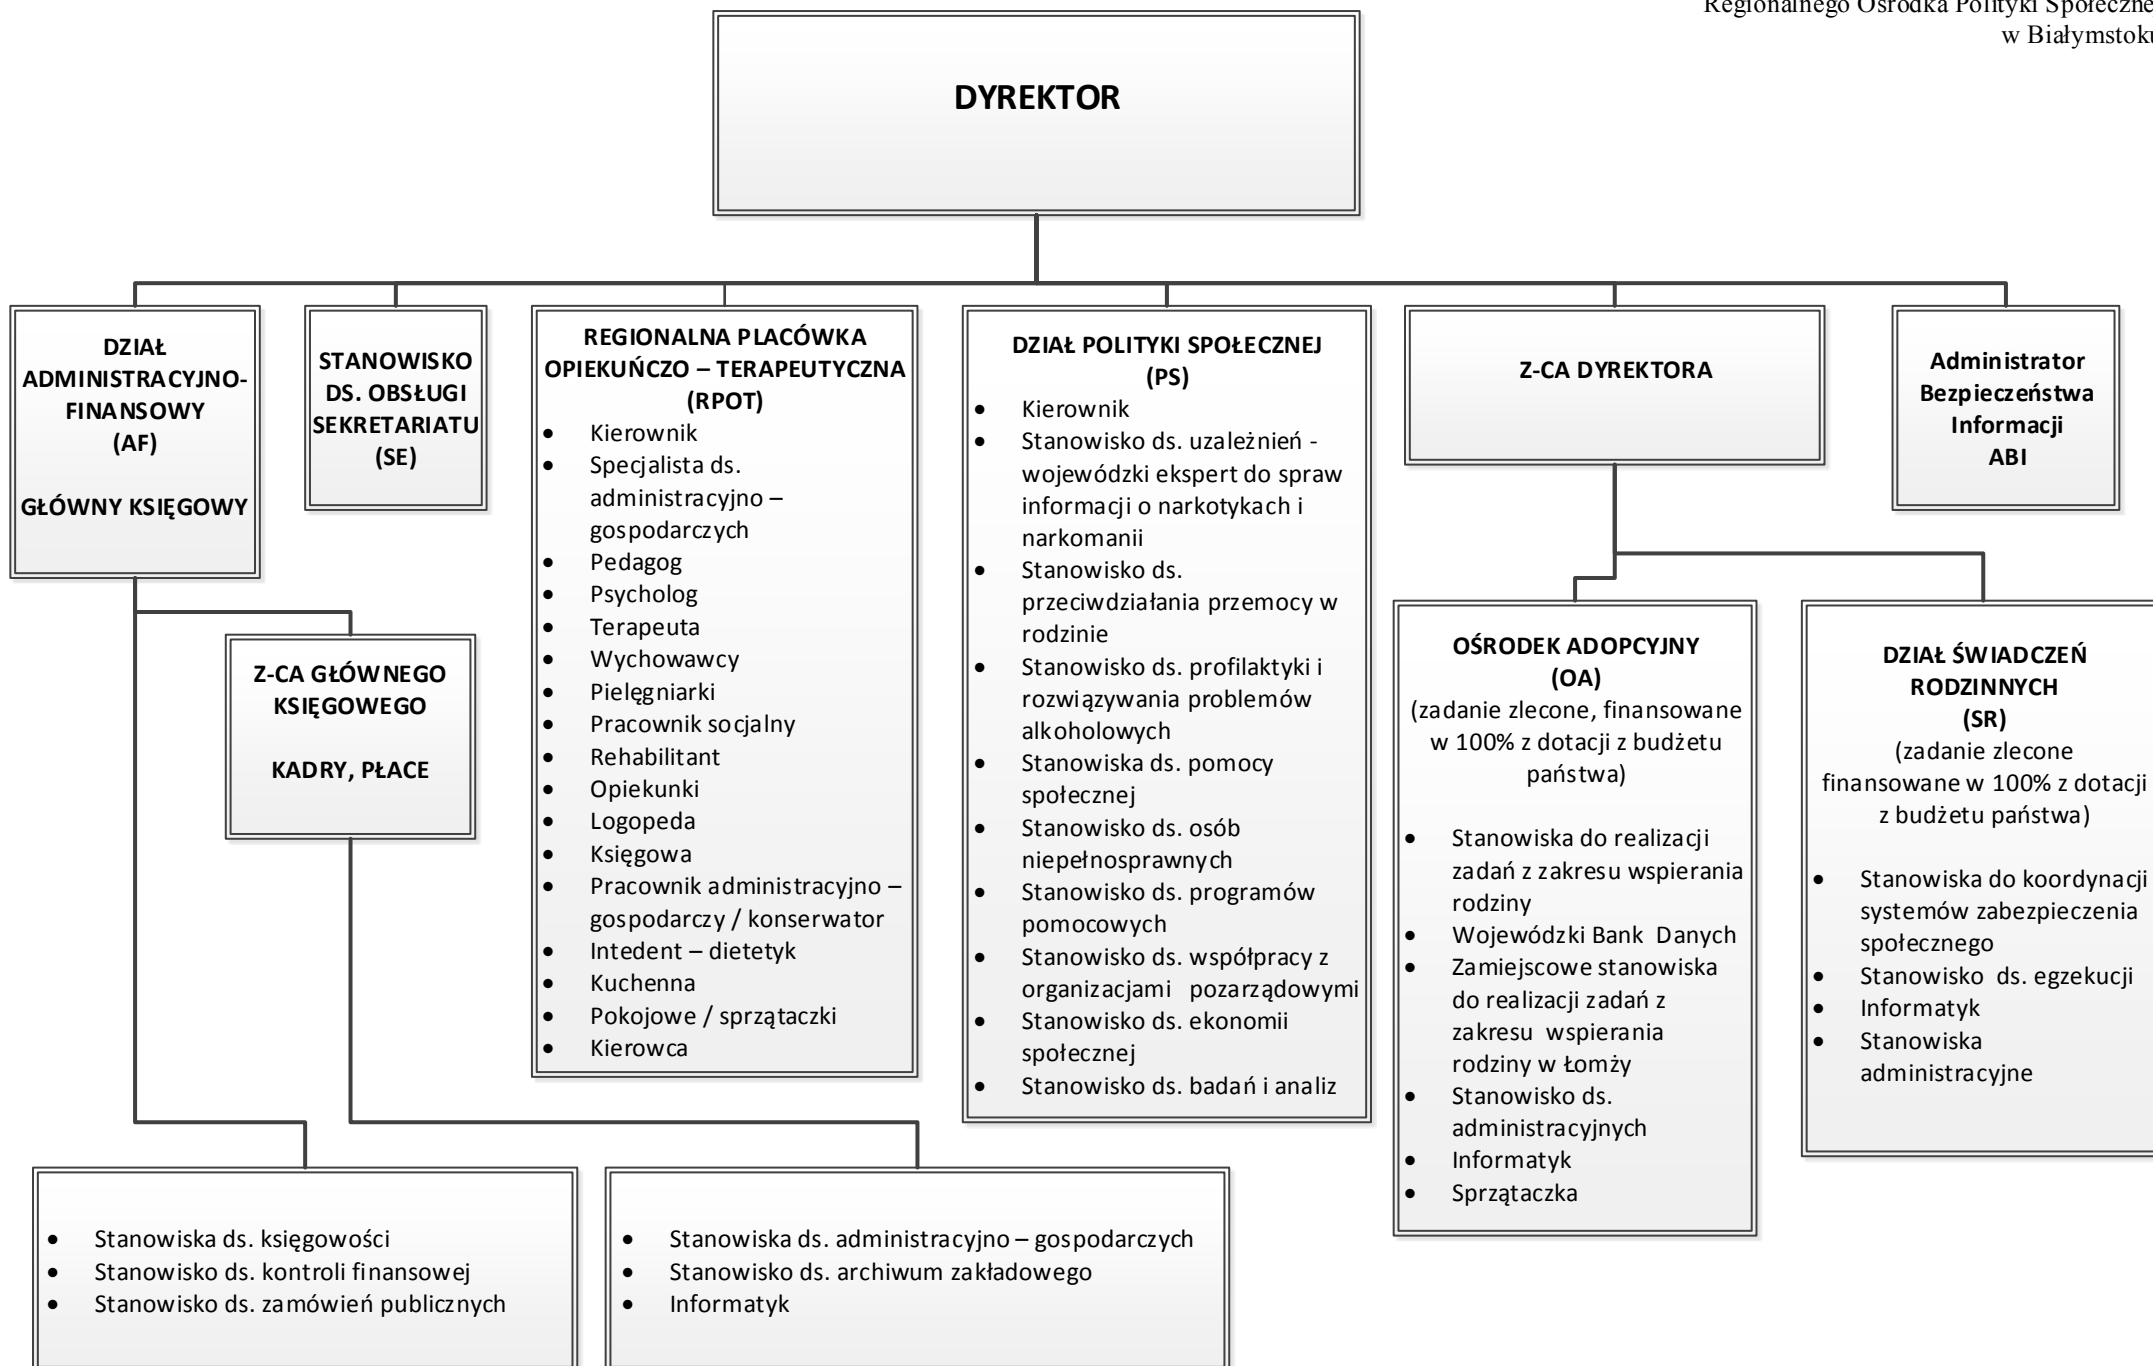 Regionalnego Ośrodka Polityki Społecznej
w Białymstoku
DYREKTOR
DZIAŁ
ADMINISTRACYJNO-
FINANSOWY
(AF)
GŁÓWNY KSIĘGOWY
STANOWISKO
DS. OBSŁUGI
SEKRETARIATU
(SE)
REGIONALNA PLACÓWKA
OPIEKUŃCZO – TERAPEUTYCZNA
(RPOT)
• Kierownik
• Specjalista ds.
administracyjno –
gospodarczych
• Pedagog
• Psycholog
• Terapeuta
• Wychowawcy
• Pielęgniarki
• Pracownik socjalny
• Rehabilitant
• Opiekunki
• Logopeda
• Księgowa
• Pracownik administracyjno –
gospodarczy / konserwator
• Intedent – dietetyk
• Kuchenna
• Pokojowe / sprzątaczki
• Kierowca
DZIAŁ POLITYKI SPOŁECZNEJ
(PS)
• Kierownik
• Stanowisko ds. uzależnień -
wojewódzki ekspert do spraw
informacji o narkotykach i
narkomanii
• Stanowisko ds.
przeciwdziałania przemocy w
rodzinie
• Stanowisko ds. profilaktyki i
rozwiązywania problemów
alkoholowych
• Stanowiska ds. pomocy
społecznej
• Stanowisko ds. osób
niepełnosprawnych
• Stanowisko ds. programów
pomocowych
• Stanowisko ds. współpracy z
organizacjami pozarządowymi
• Stanowisko ds. ekonomii
społecznej
• Stanowisko ds. badań i analiz
Z-CA DYREKTORA
Administrator
Bezpieczeństwa
Informacji
ABI
Z-CA GŁÓWNEGO
KSIĘGOWEGO
KADRY, PŁACE
OŚRODEK ADOPCYJNY
(OA)
(zadanie zlecone, finansowane
w 100% z dotacji z budżetu
państwa)
• Stanowiska do realizacji
zadań z zakresu wspierania
rodziny
• Wojewódzki Bank Danych
• Zamiejscowe stanowiska
do realizacji zadań z
zakresu wspierania
rodziny w Łomży
• Stanowisko ds.
administracyjnych
• Informatyk
• Sprzątaczka
DZIAŁ ŚWIADCZEŃ
RODZINNYCH
(SR)
(zadanie zlecone
finansowane w 100% z dotacji
z budżetu państwa)
• Stanowiska do koordynacji
systemów zabezpieczenia
społecznego
• Stanowisko ds. egzekucji
• Informatyk
• Stanowiska
administracyjne
• Stanowiska ds. księgowości
• Stanowisko ds. kontroli finansowej
• Stanowisko ds. zamówień publicznych
• Stanowiska ds. administracyjno – gospodarczych
• Stanowisko ds. archiwum zakładowego
• Informatyk